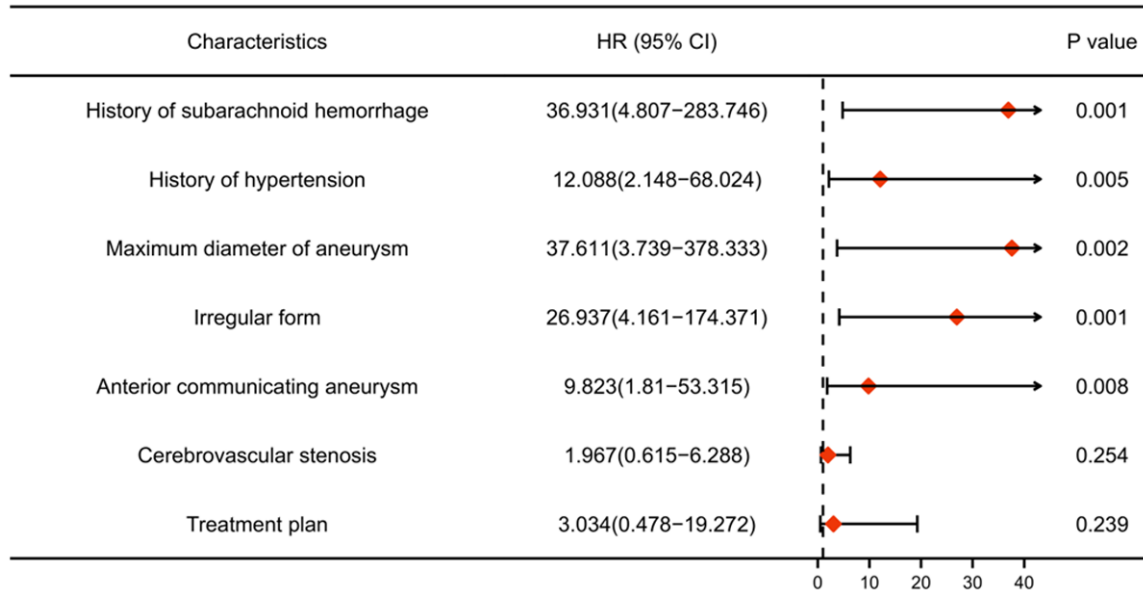 Characteristics HR (95% CI) P value
History of subarachnoid hemorrhage 36.931(4.807−283.746) 0.001
History of hypertension 12.088(2.148−68.024) 0.005
Maximum diameter of aneurysm 37.611(3.739−378.333) 0.002
Irregular form 26.937(4.161−174.371) 0.001
Anterior communicating aneurysm 9.823(1.81−53.315) 0.008
Cerebrovascular stenosis 1.967(0.615−6.288) 0.254
Treatment plan 3.034(0.478−19.272) 0.239
0 10 20 30 40